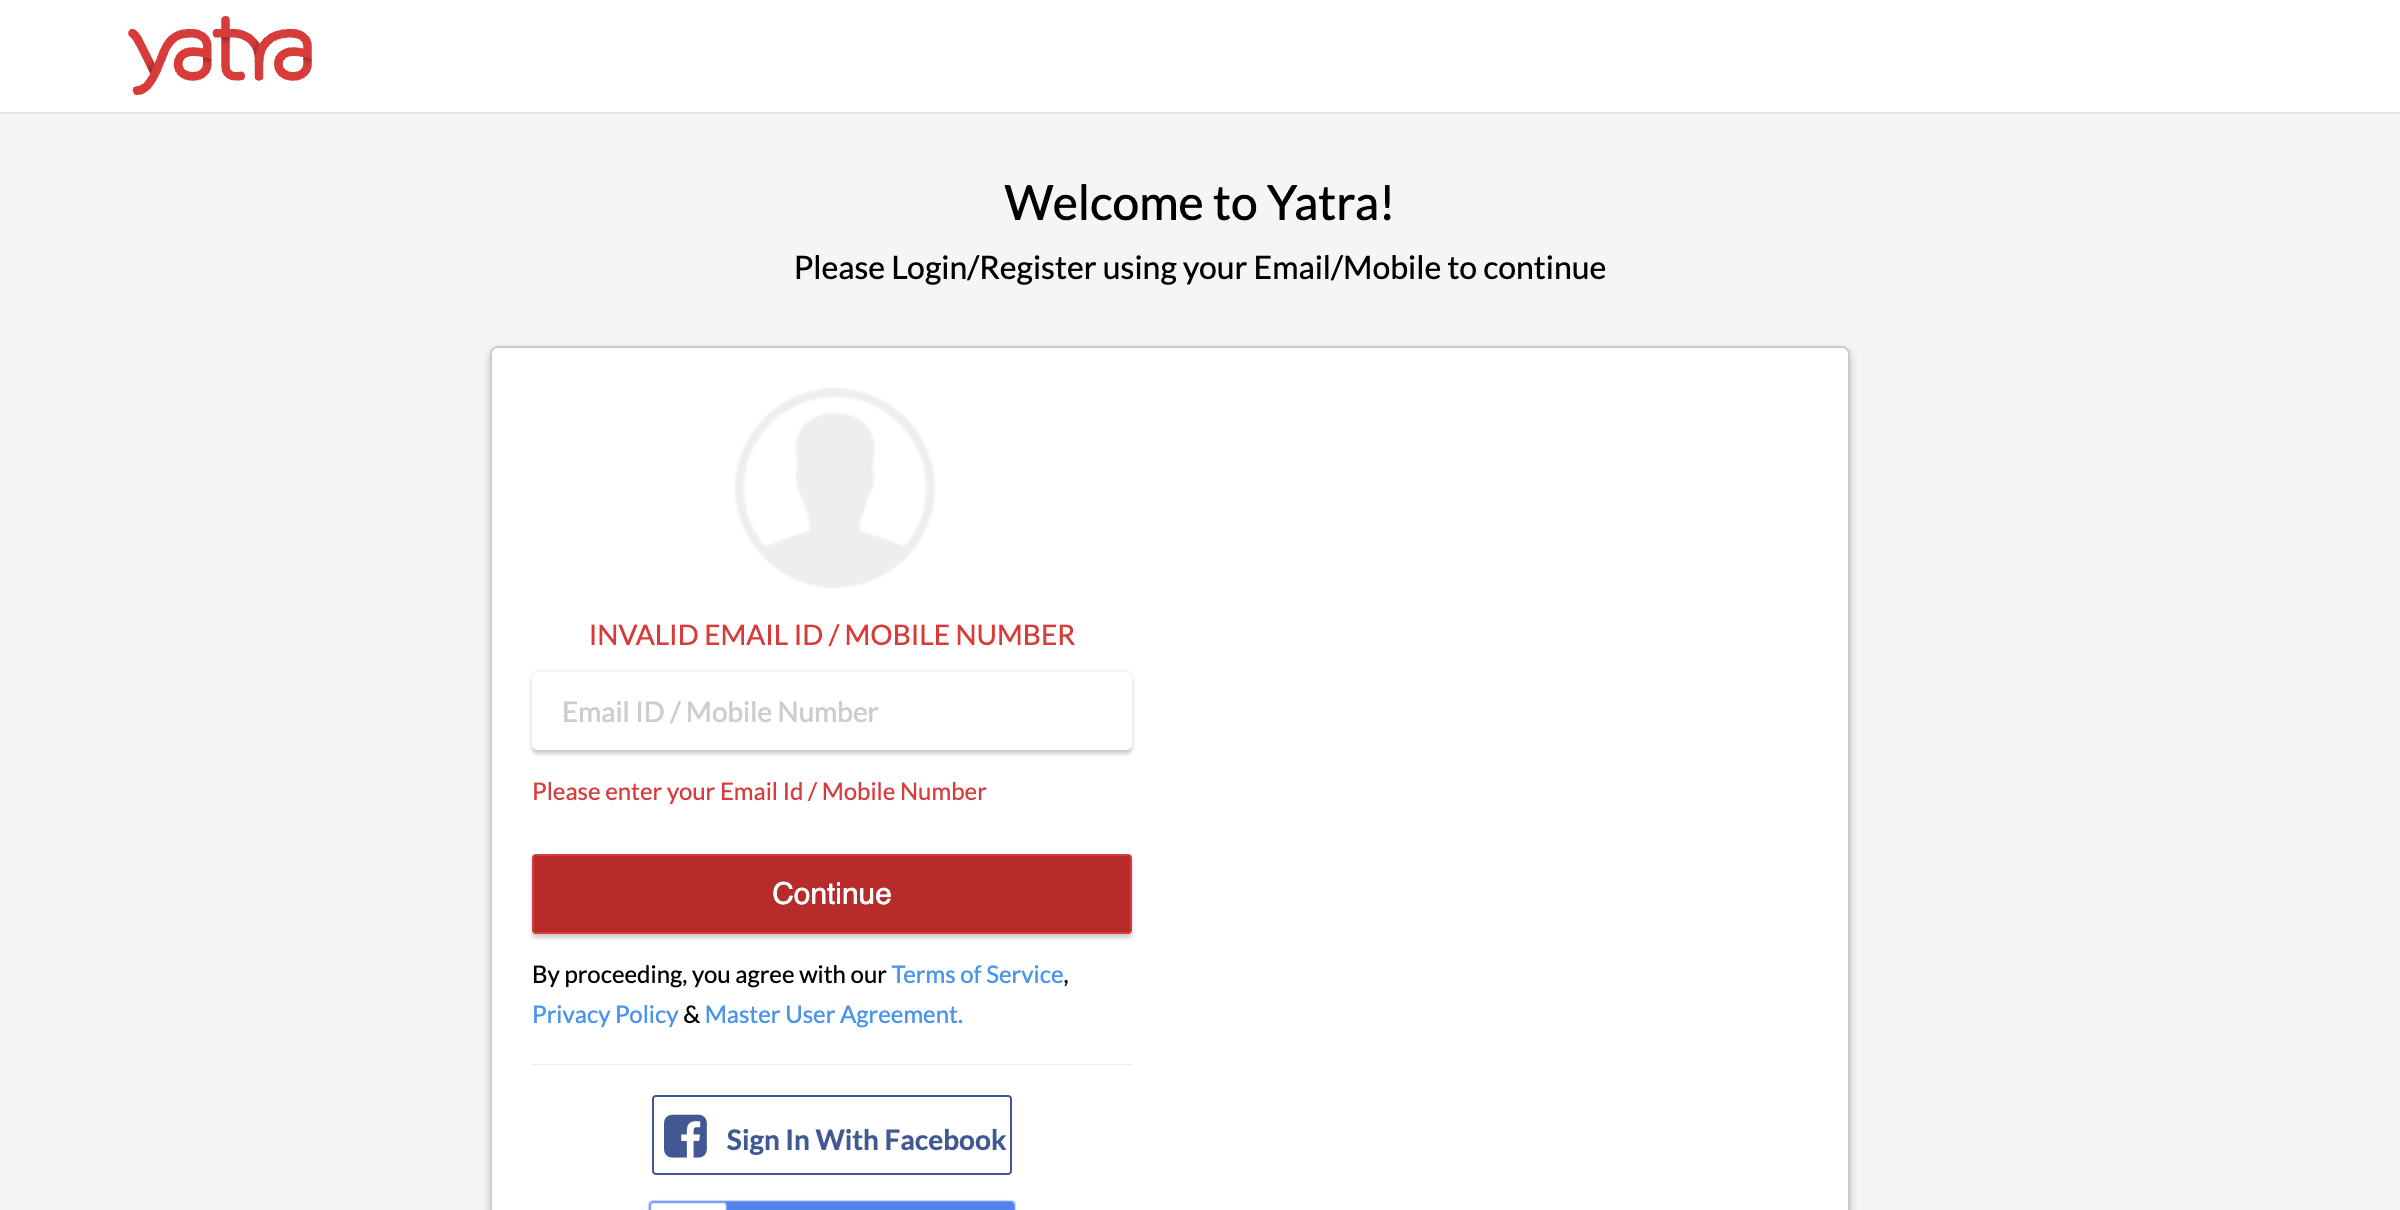 yatra
Welcome to Yatra!
Please Login/Register using your Email/Mobile to continue
INVALID EMAIL ID / MOBILE NUMBER
Email ID / Mobile Number
Please enter your Email Id / Mobile Number
Continue
By proceeding, you agree with our Terms of Service,
Privacy Policy & Master User Agreement.
Sign In With Facebook